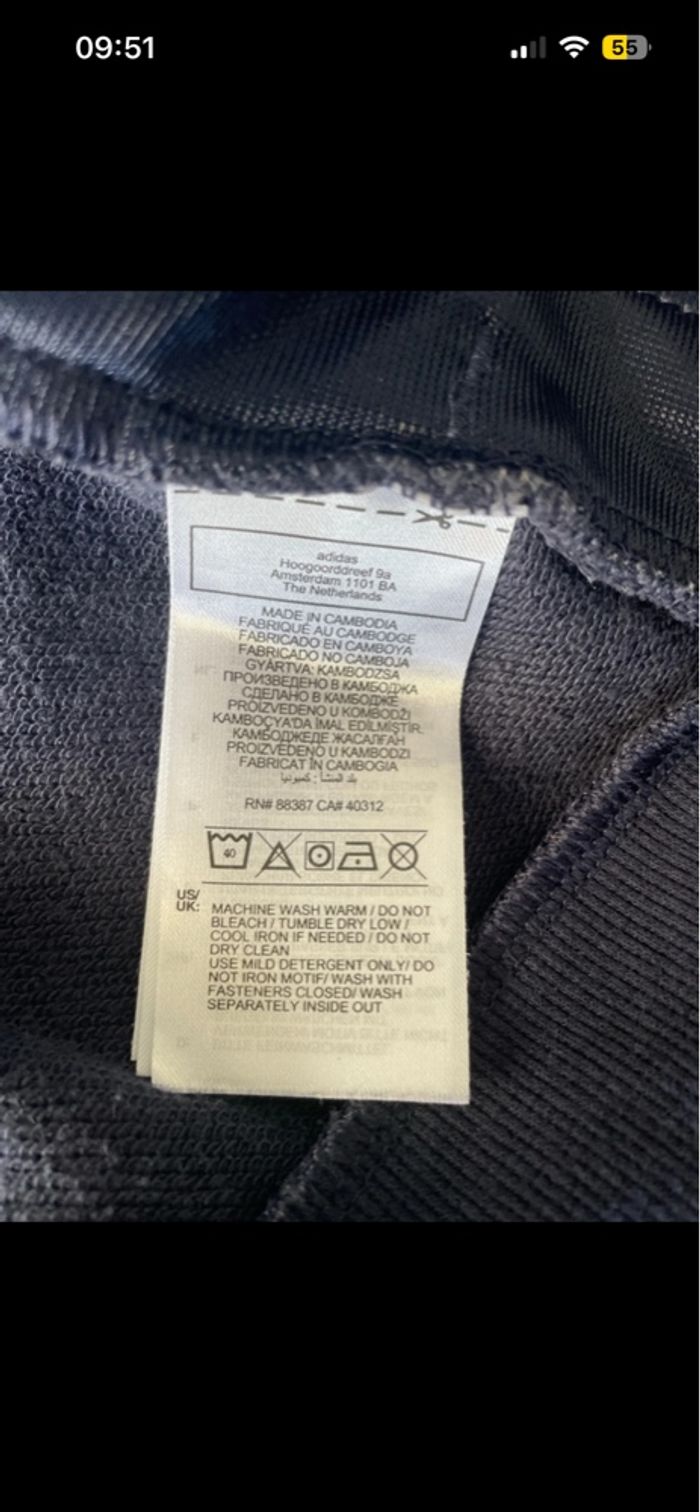 09:51
55
adidas
Hoogoorddreef 9a
Amsterdam 1101 BA
The Netherlands
MADE IN CAMBODIA
FABRIQUÉ AU CAMBODGE
FABRICADO EN CAMBOYA
FABRICADO NO CAMBOJA
GYÁRTVA: KAMBODZSA
ПРОИЗВЕДЕНО В КАМБОДЖА
СДЕЛАНО В КАМБОДЖЕ
PROIZVEDENO U KOMBODŽI
KAMBOÇYA'DA İMAL EDİLMİŞTİR.
КАМБОДЖЕДЕ ЖАСАЛҒАН
PROIZVEDENO U KAMBODŽI
FABRICAT ÎN CAMBOGIA
بلد المنشأ : كمبوديا
RN# 88387 CA# 40312
40
US/
UK: MACHINE WASH WARM / DO NOT
BLEACH / TUMBLE DRY LOW /
COOL IRON IF NEEDED / DO NOT
DRY CLEAN
USE MILD DETERGENT ONLY/ DO
NOT IRON MOTIF/ WASH WITH
FASTENERS CLOSED/ WASH
SEPARATELY INSIDE OUT